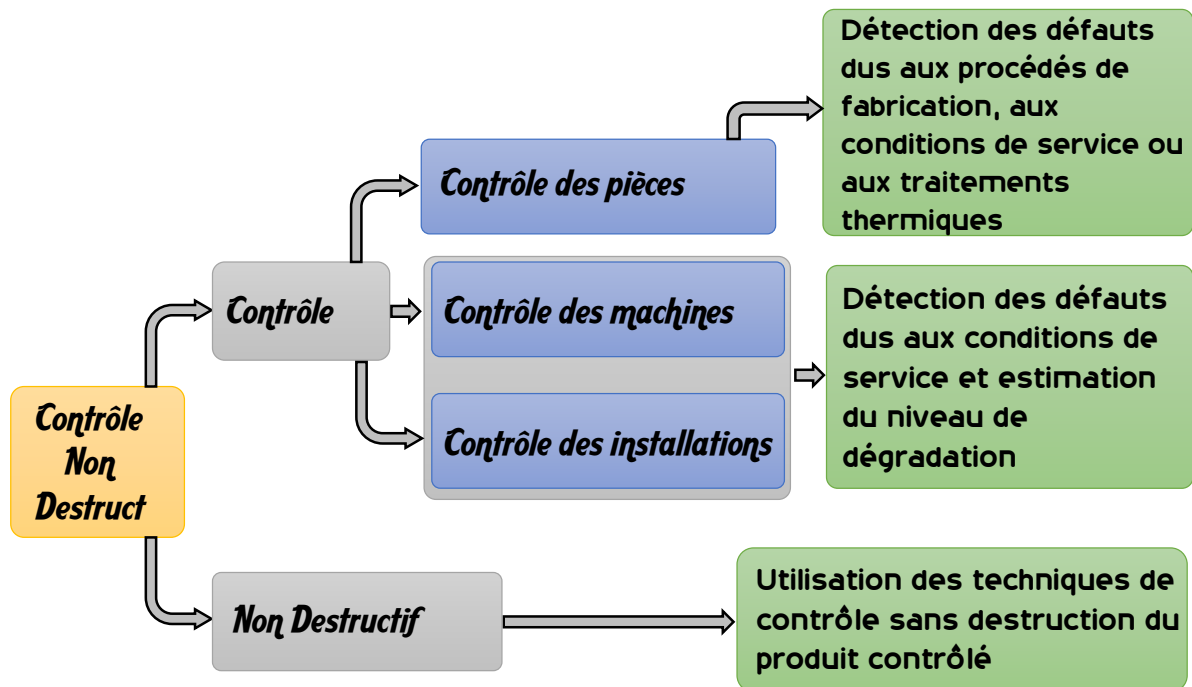 Détection des défauts
dus aux procédés de
fabrication, aux
conditions de service ou
aux traitements
thermiques
Contrôle des pièces
Contrôle
Contrôle des machines
Contrôle des installations
Détection des défauts
dus aux conditions de
service et estimation
du niveau de
dégradation
Contrôle
Non
Destruct
Non Destructif
Utilisation des techniques de
contrôle sans destruction du
produit contrôlé